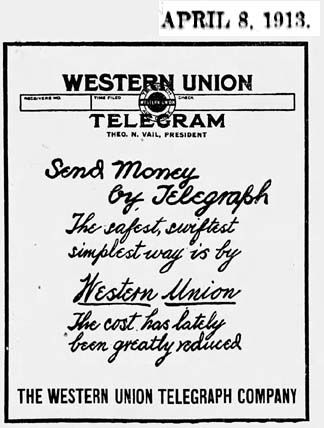 APRIL 8, 1913.
WESTERN UNION
RECEIVERS NO. TIME FILED CHECK
WESTERN UNION
TELEGRAM
THEO. N. VAIL, PRESIDENT
Send Money
by Telegraph
The safest, swiftest
simplest way is by
Western Union
The cost has lately
been greatly reduced
THE WESTERN UNION TELEGRAPH COMPANY